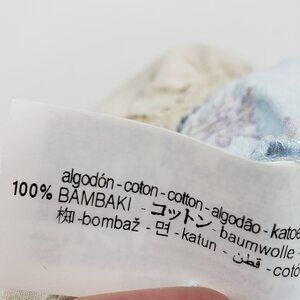 algodón - coton - cotton - algodão - katoe
100% BAMBAKI - コットン - baumwolle -
棉 - bombaž - 면 - katun - قطن - cotó